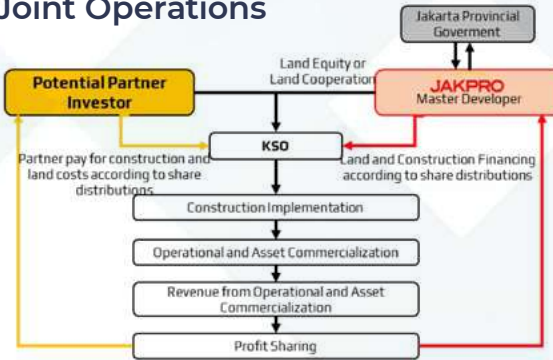 Joint Operations
Jakarta Provincial
Goverment
Land Equity or
Land Cooperation
Potential Partner
Investor
JAKPRO
Master Developer
KSO
Partner pay for construction and
land costs according to share
distributions
Land and Construction Financing
according to share distributions
Construction Implementation
Operational and Asset Commercialization
Revenue from Operational and Asset
Commercialization
Profit Sharing